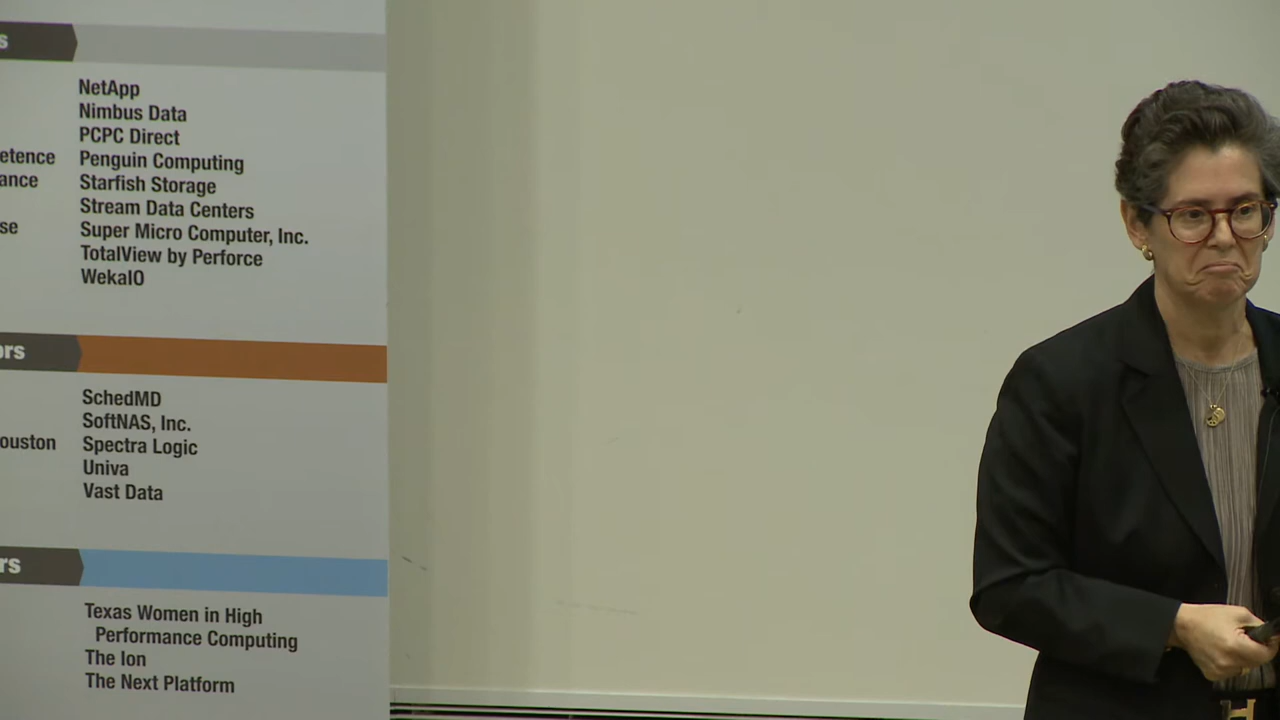 s
NetApp
Nimbus Data
PCPC Direct
etence Penguin Computing
ance Starfish Storage
Stream Data Centers
se Super Micro Computer, Inc.
TotalView by Perforce
WekaIO
ors
SchedMD
SoftNAS, Inc.
ouston Spectra Logic
Univa
Vast Data
rs
Texas Women in High
Performance Computing
The Ion
The Next Platform